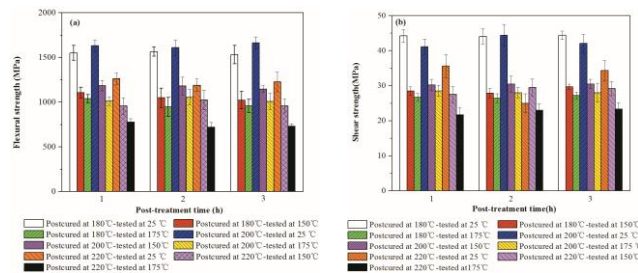 (a)
Flexural strength (MPa)
2000
1500
1000
500
0
1
2
3
Post-treatment time (h)
Postcured at 180℃-tested at 25 ℃
Postcured at 180℃-tested at 150℃
Postcured at 180℃-tested at 175℃
Postcured at 200℃-tested at 25 ℃
Postcured at 200℃-tested at 150℃
Postcured at 200℃-tested at 175℃
Postcured at 220℃-tested at 25 ℃
Postcured at 220℃-tested at 150℃
Postcured at 220℃-tested at 175℃
(b)
Shear strength(MPa)
50
40
30
20
10
0
1
2
3
Post-treatment time(h)
Postcured at 180℃-tested at 25 ℃
Postcured at 180℃-tested at 150℃
Postcured at 180℃-tested at 175℃
Postcured at 200℃-tested at 25 ℃
Postcured at 200℃-tested at 150℃
Postcured at 200℃-tested at 175℃
Postcured at 220℃-tested at 25 ℃
Postcured at 220℃-tested at 150℃
Postcured at 220℃-tested at175℃